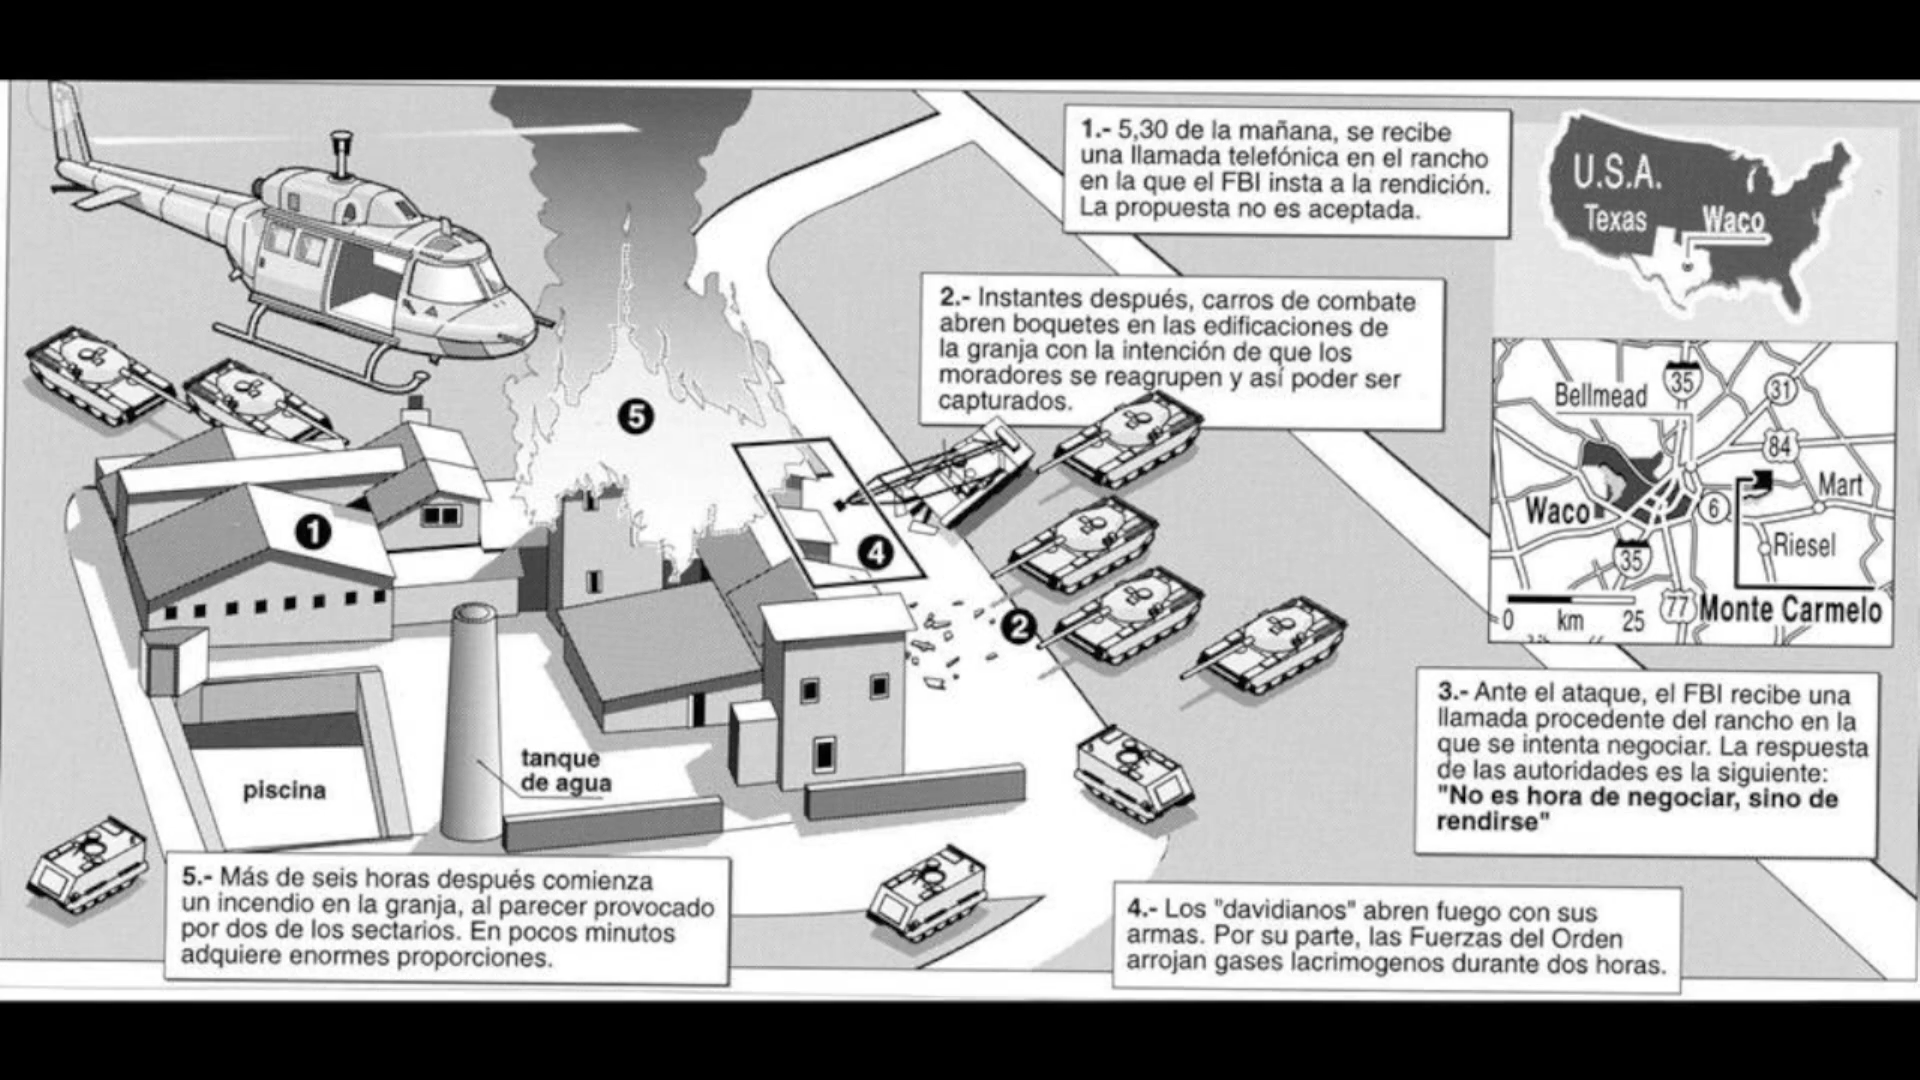 1.- 5,30 de la mañana, se recibe
una llamada telefónica en el rancho
en la que el FBI insta a la rendición.
La propuesta no es aceptada.
U.S.A.
Texas
Waco
2.- Instantes después, carros de combate
abren boquetes en las edificaciones de
la granja con la intención de que los
moradores se reagrupen y así poder ser
capturados.
35
31
Bellmead
84
Mart
Waco
6
Riesel
35
77
Monte Carmelo
0 km 25
5
1
4
2
3.- Ante el ataque, el FBI recibe una
llamada procedente del rancho en la
que se intenta negociar. La respuesta
de las autoridades es la siguiente:
"No es hora de negociar, sino de
rendirse"
tanque
de agua
piscina
5.- Más de seis horas después comienza
un incendio en la granja, al parecer provocado
por dos de los sectarios. En pocos minutos
adquiere enormes proporciones.
4.- Los "davidianos" abren fuego con sus
armas. Por su parte, las Fuerzas del Orden
arrojan gases lacrimogenos durante dos horas.